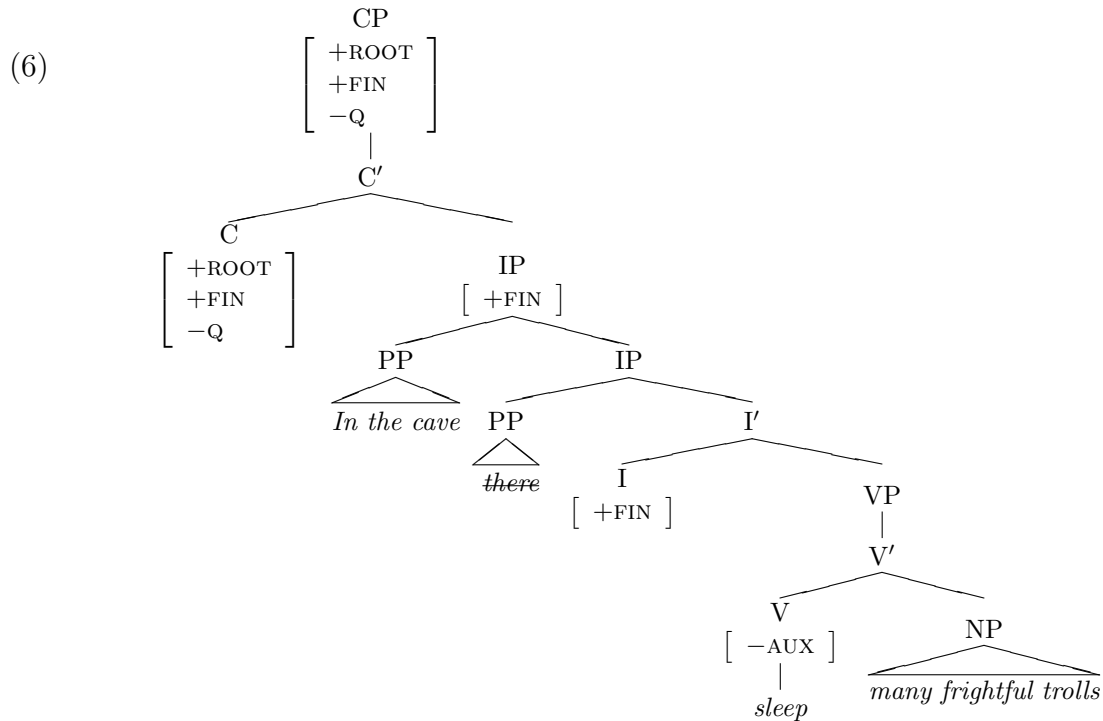 CP
(6)
+ROOT
+FIN
−Q
C′
C
IP
+ROOT
+FIN
−Q
[ +FIN ]
PP
IP
In the cave
PP
I′
there
I
VP
[ +FIN ]
V′
V
NP
[ −AUX ]
many frightful trolls
sleep